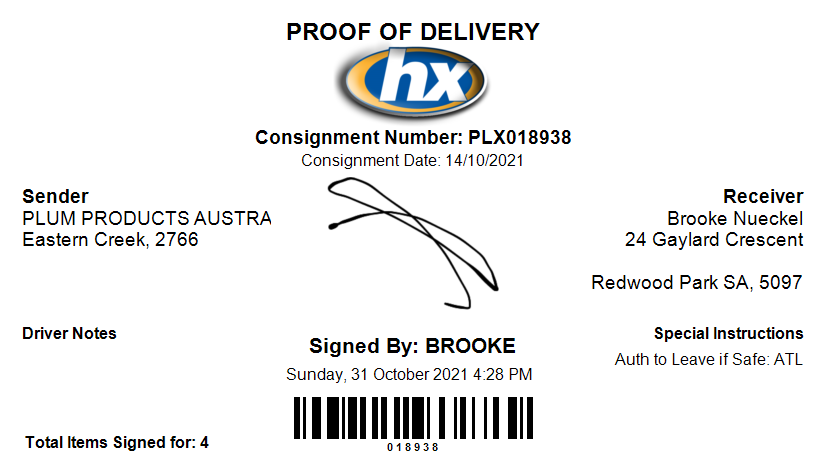 PROOF OF DELIVERY
hx
Consignment Number: PLX018938
Consignment Date: 14/10/2021
Sender
PLUM PRODUCTS AUSTRA
Eastern Creek, 2766
Receiver
Brooke Nueckel
24 Gaylard Crescent
Redwood Park SA, 5097
Driver Notes
Signed By: BROOKE
Sunday, 31 October 2021 4:28 PM
Special Instructions
Auth to Leave if Safe: ATL
Total Items Signed for: 4
018938